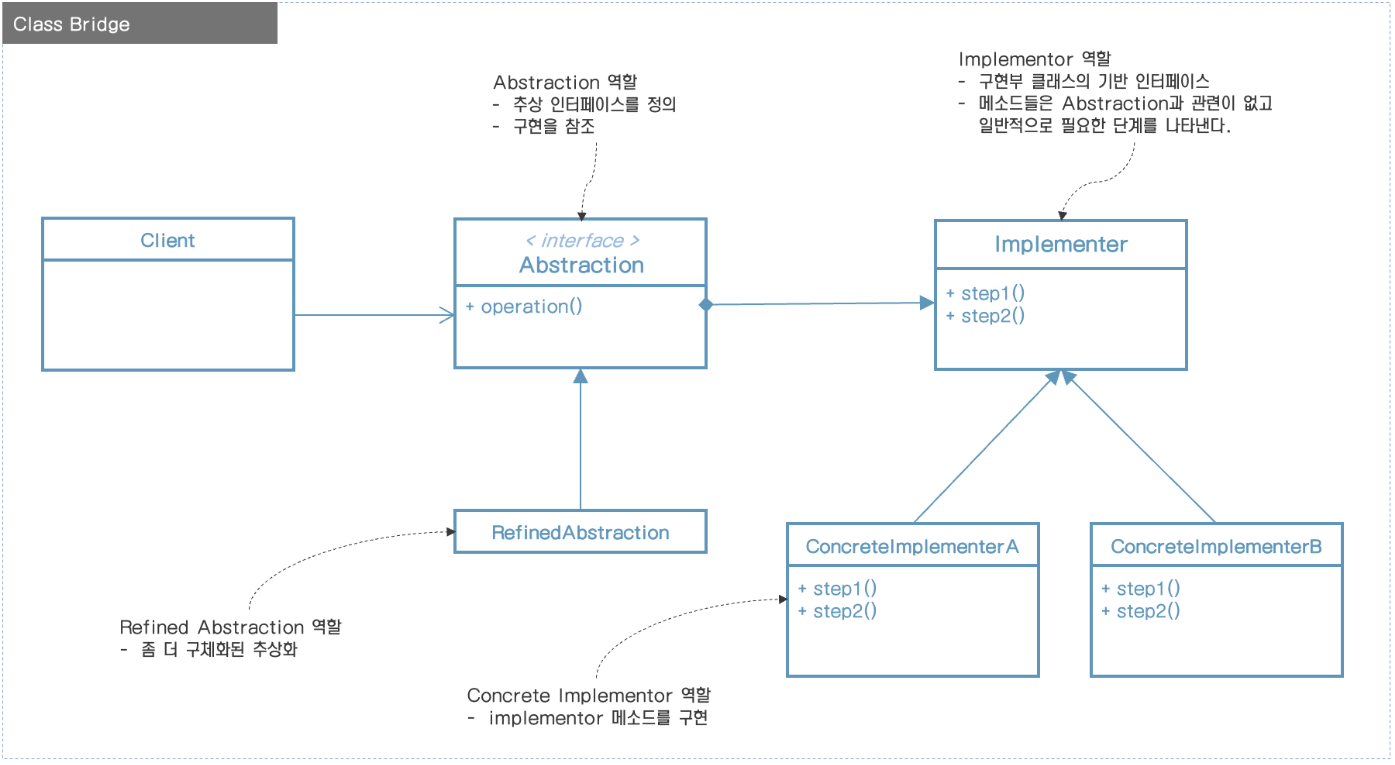 Class Bridge
Abstraction 역할
- 추상 인터페이스를 정의
- 구현을 참조
Implementor 역할
- 구현부 클래스의 기반 인터페이스
- 메소드들은 Abstraction과 관련이 없고
일반적으로 필요한 단계를 나타낸다.
Client
< interface >
Abstraction
+ operation()
Implementer
+ step1()
+ step2()
RefinedAbstraction
Refined Abstraction 역할
- 좀 더 구체화된 추상화
ConcreteImplementerA
+ step1()
+ step2()
ConcreteImplementerB
+ step1()
+ step2()
Concrete Implementor 역할
- implementor 메소드를 구현